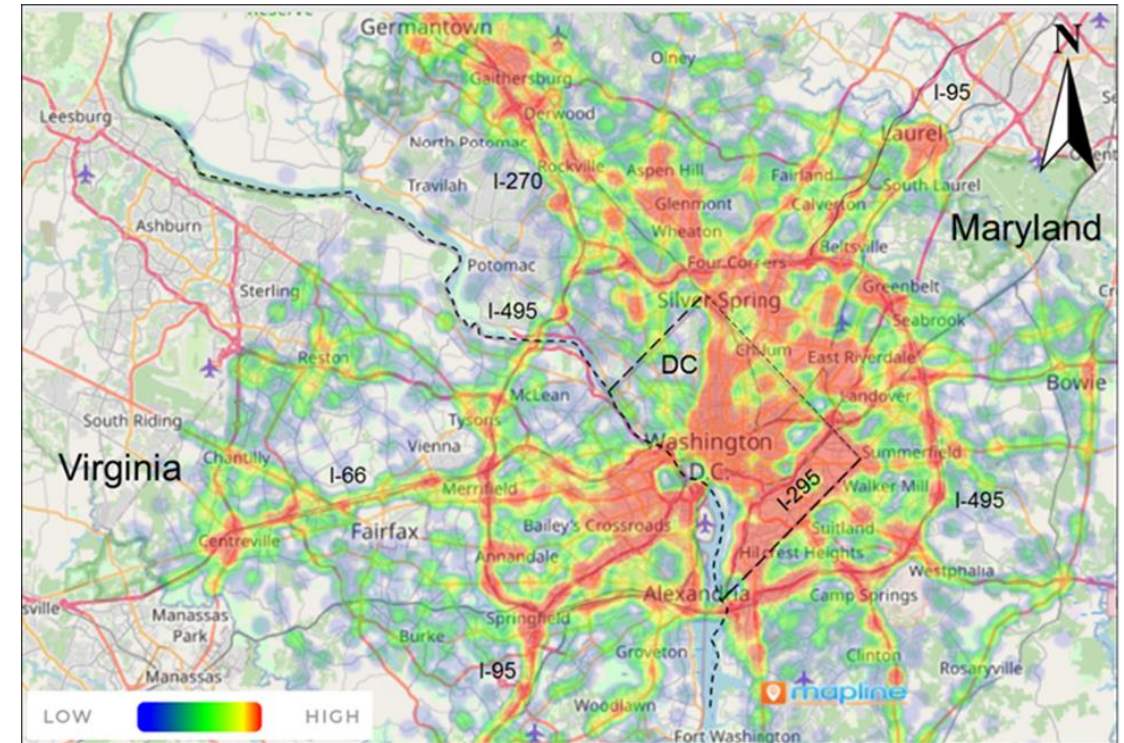 Reserve
Germantown
N
Olney
I-95
Gaithersburg
Leesburg
Derwood
Laurel
North Potomac
Rockville
Aspen Hill
Fairland
I-270
Travilah
South Laurel
Glenmont
Calverton
Ashburn
Wheaton
Maryland
Beltsville
Potomac
Four Corners
Sterling
Greenbelt
I-495
Silver Spring
Seabrook
Reston
DC
Chillum
East Riverdale
McLean
Landover
Bowie
South Riding
Tysons
Vienna
Washington
D.C.
Chantilly
Summerfield
Virginia
I-66
Merrifield
I-295
Walker Mill
I-495
Fairfax
Bailey's Crossroads
Suitland
Centreville
Annandale
Hillcrest Heights
Westphalia
Alexandria
Camp Springs
sville
Manassas
Park
Springfield
Burke
Groveton
Clinton
Rosaryville
I-95
Manassas
mapline
Woodlawn
LOW
HIGH
Fort Washington